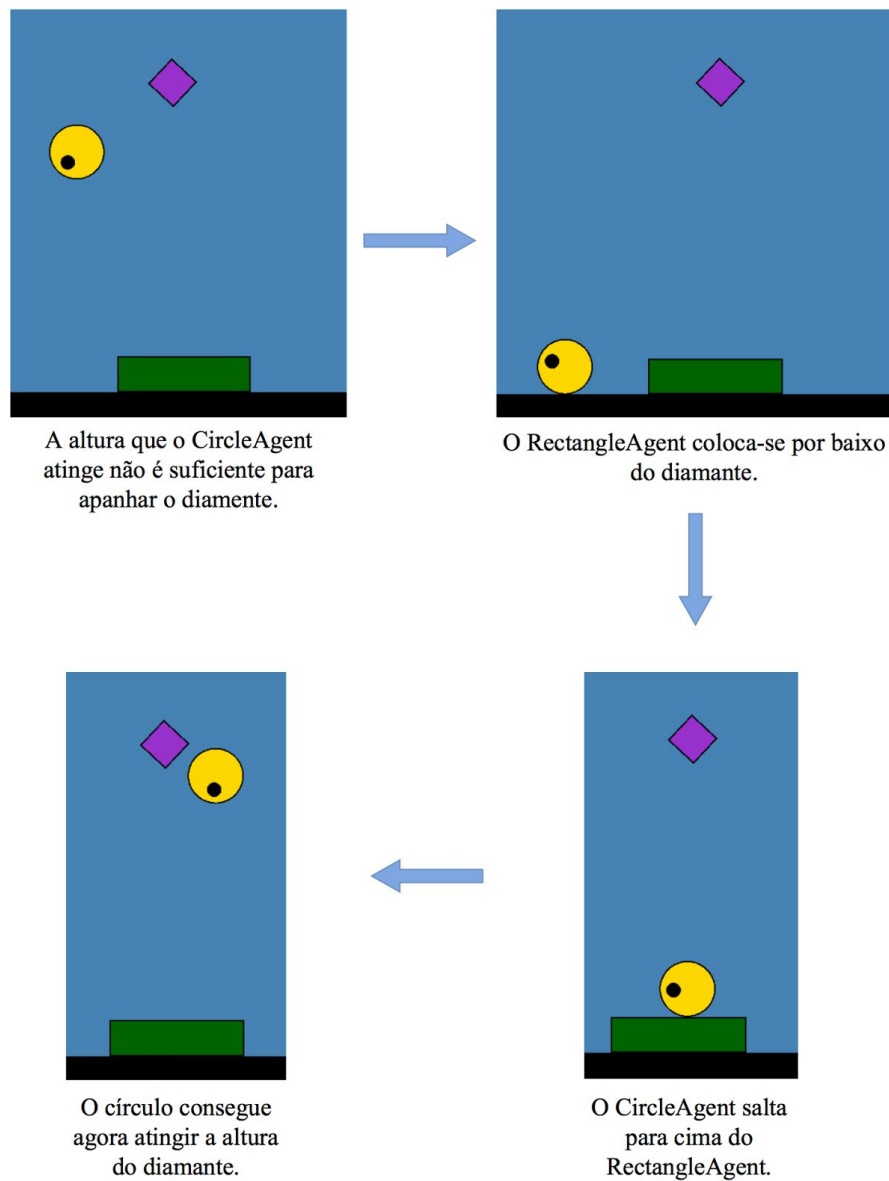 A altura que o CircleAgent
atinge não é suficiente para
apanhar o diamente.
O RectangleAgent coloca-se por baixo
do diamante.
O CircleAgent salta
para cima do
RectangleAgent.
O círculo consegue
agora atingir a altura
do diamante.